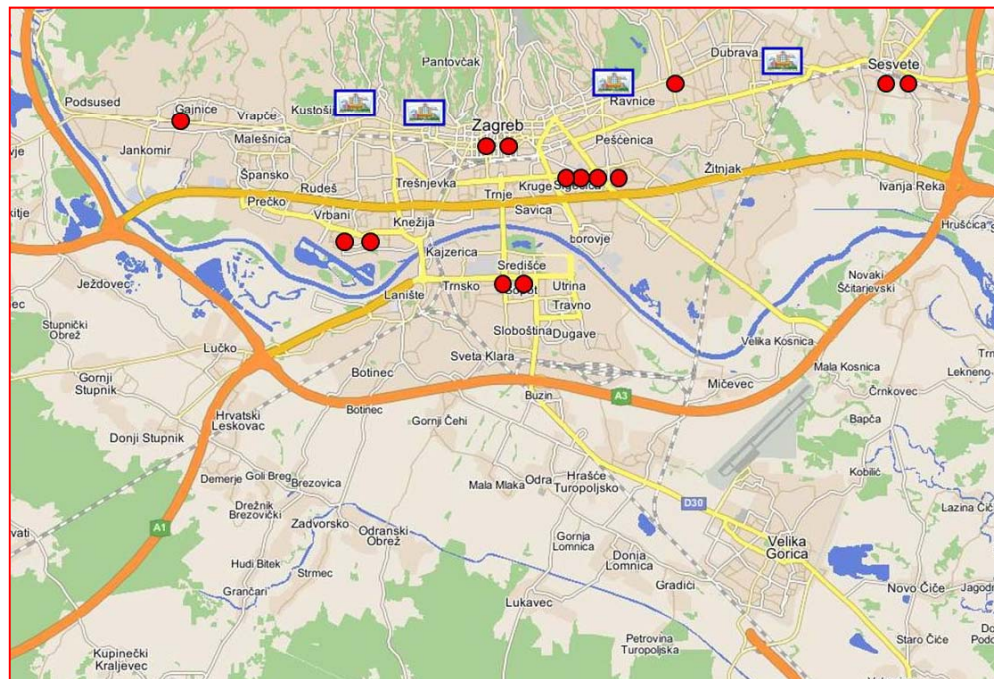 Dubrava
Pantovčak
Sesvete
Podsused
Gajnice
Kustoši
Ravnice
Vrapče
Zagreb
Malešnica
Pešćenica
Jankomir
Špansko
Trešnjevka
Žitnjak
Rudeš
Kruge
Ivanja Reka
Prečko
Trnje
Vrbani
Savica
Knežija
Hrušćica
borovje
Kajzerica
Središće
Ježdovec
Trnsko
Utrina
Novaki
Ščitarjevski
Lanište
Travno
Stupnički
Obrež
Sloboština
Dugave
Lučko
Velika Kosnica
Sveta Klara
Mala Kosnica
Botinec
Lekneno
Gornji
Stupnik
Mičevec
Črnkovec
Buzin
A3
Botinec
Hrvatski
Leskovac
Gornji Čehi
Bapča
Donji Stupnik
Kobilić
Demerje
Goli Breg
Brezovica
Mala Mlaka
Odra
Hrašće
Turopoljsko
Drežnik
Brezovički
D30
Lazina Čič
A1
Zadvorsko
Odranski
Obrež
Gornja
Lomnica
Velika
Gorica
Hudi Bitek
Strmec
Donja
Lomnica
Gradići
Novo Čiče
Grančari
Lukavec
Petrovina
Turopoljska
Staro Čiče
Kupinečki
Kraljevec